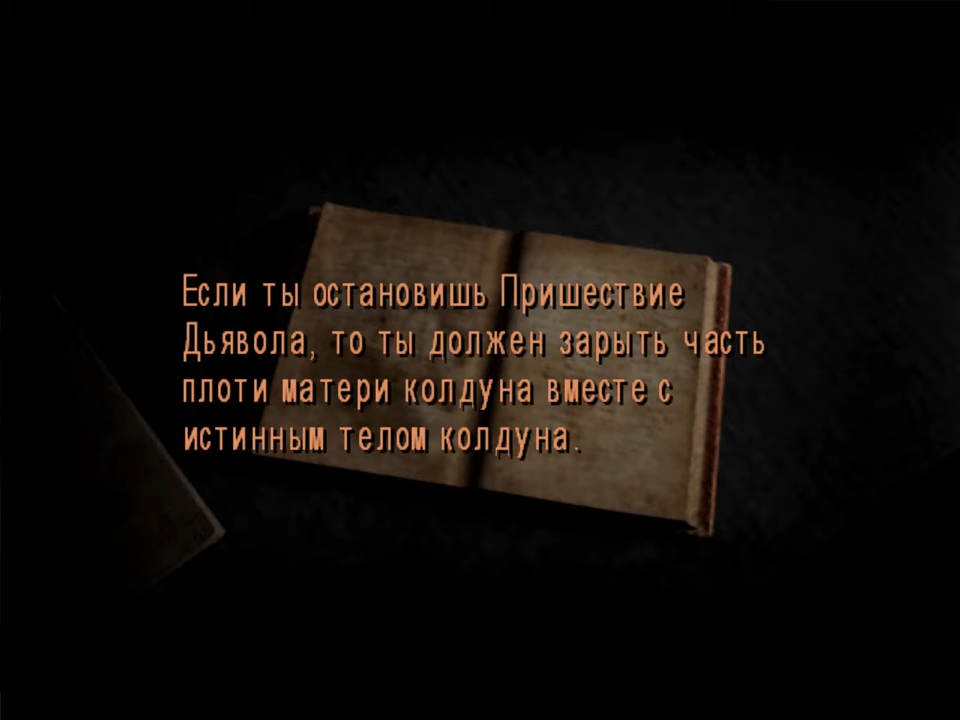 Если ты остановишь Пришествие
Дьявола, то ты должен зарыть часть
плоти матери колдуна вместе с
истинным телом колдуна.